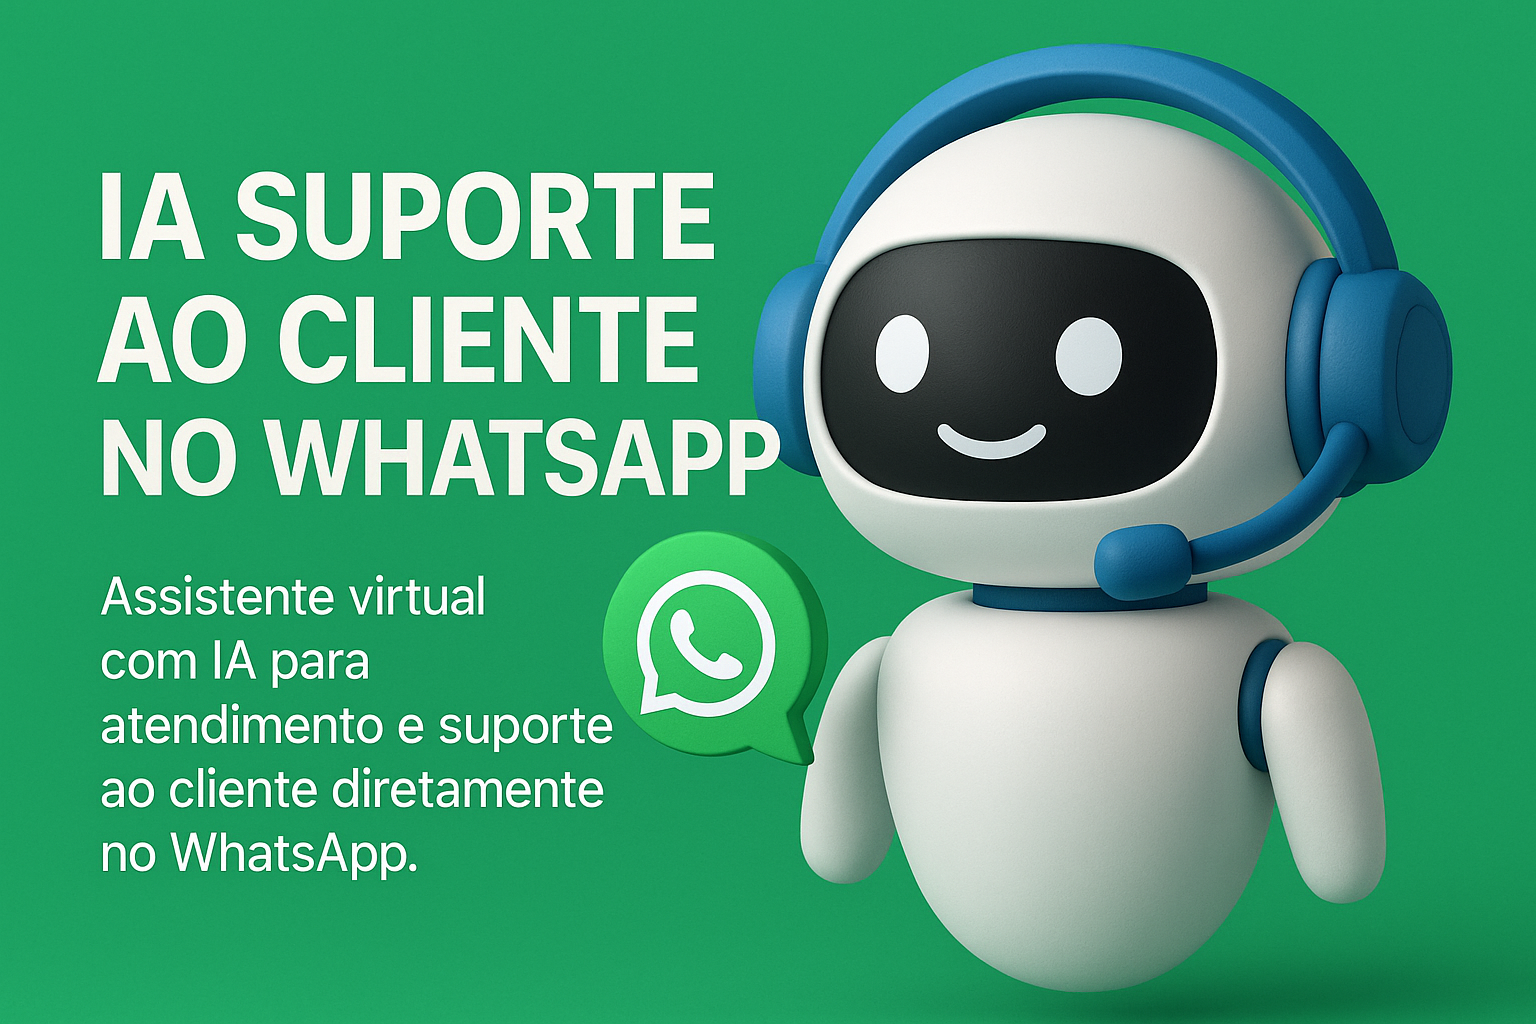 IA SUPORTE
AO CLIENTE
NO WHATSAPP
Assistente virtual
com IA para
atendimento e suporte
ao cliente diretamente
no WhatsApp.